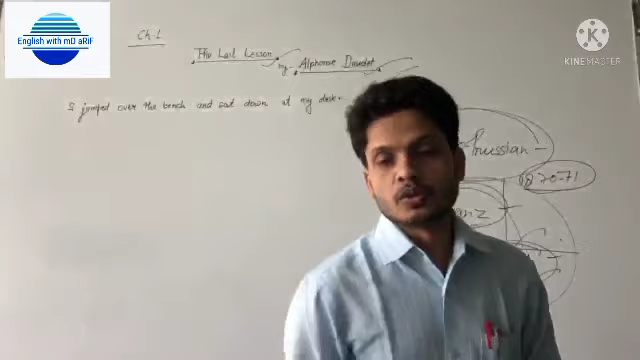 English with mD aRiF
KINEMASTER
Ch-1
The Last Lesson
by Alphonse Daudet
I jumped over the bench and sat down at my desk.
Prussian
1870-71